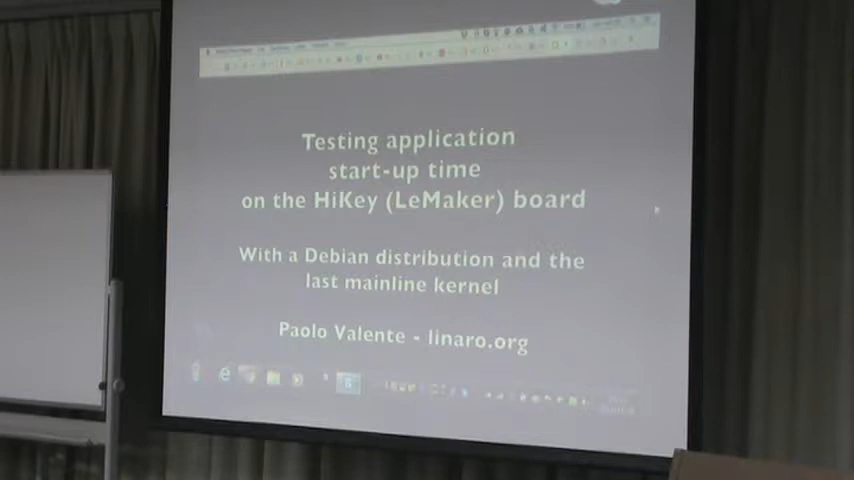 Testing application
start-up time
on the HiKey (LeMaker) board
With a Debian distribution and the
last mainline kernel
Paolo Valente - linaro.org